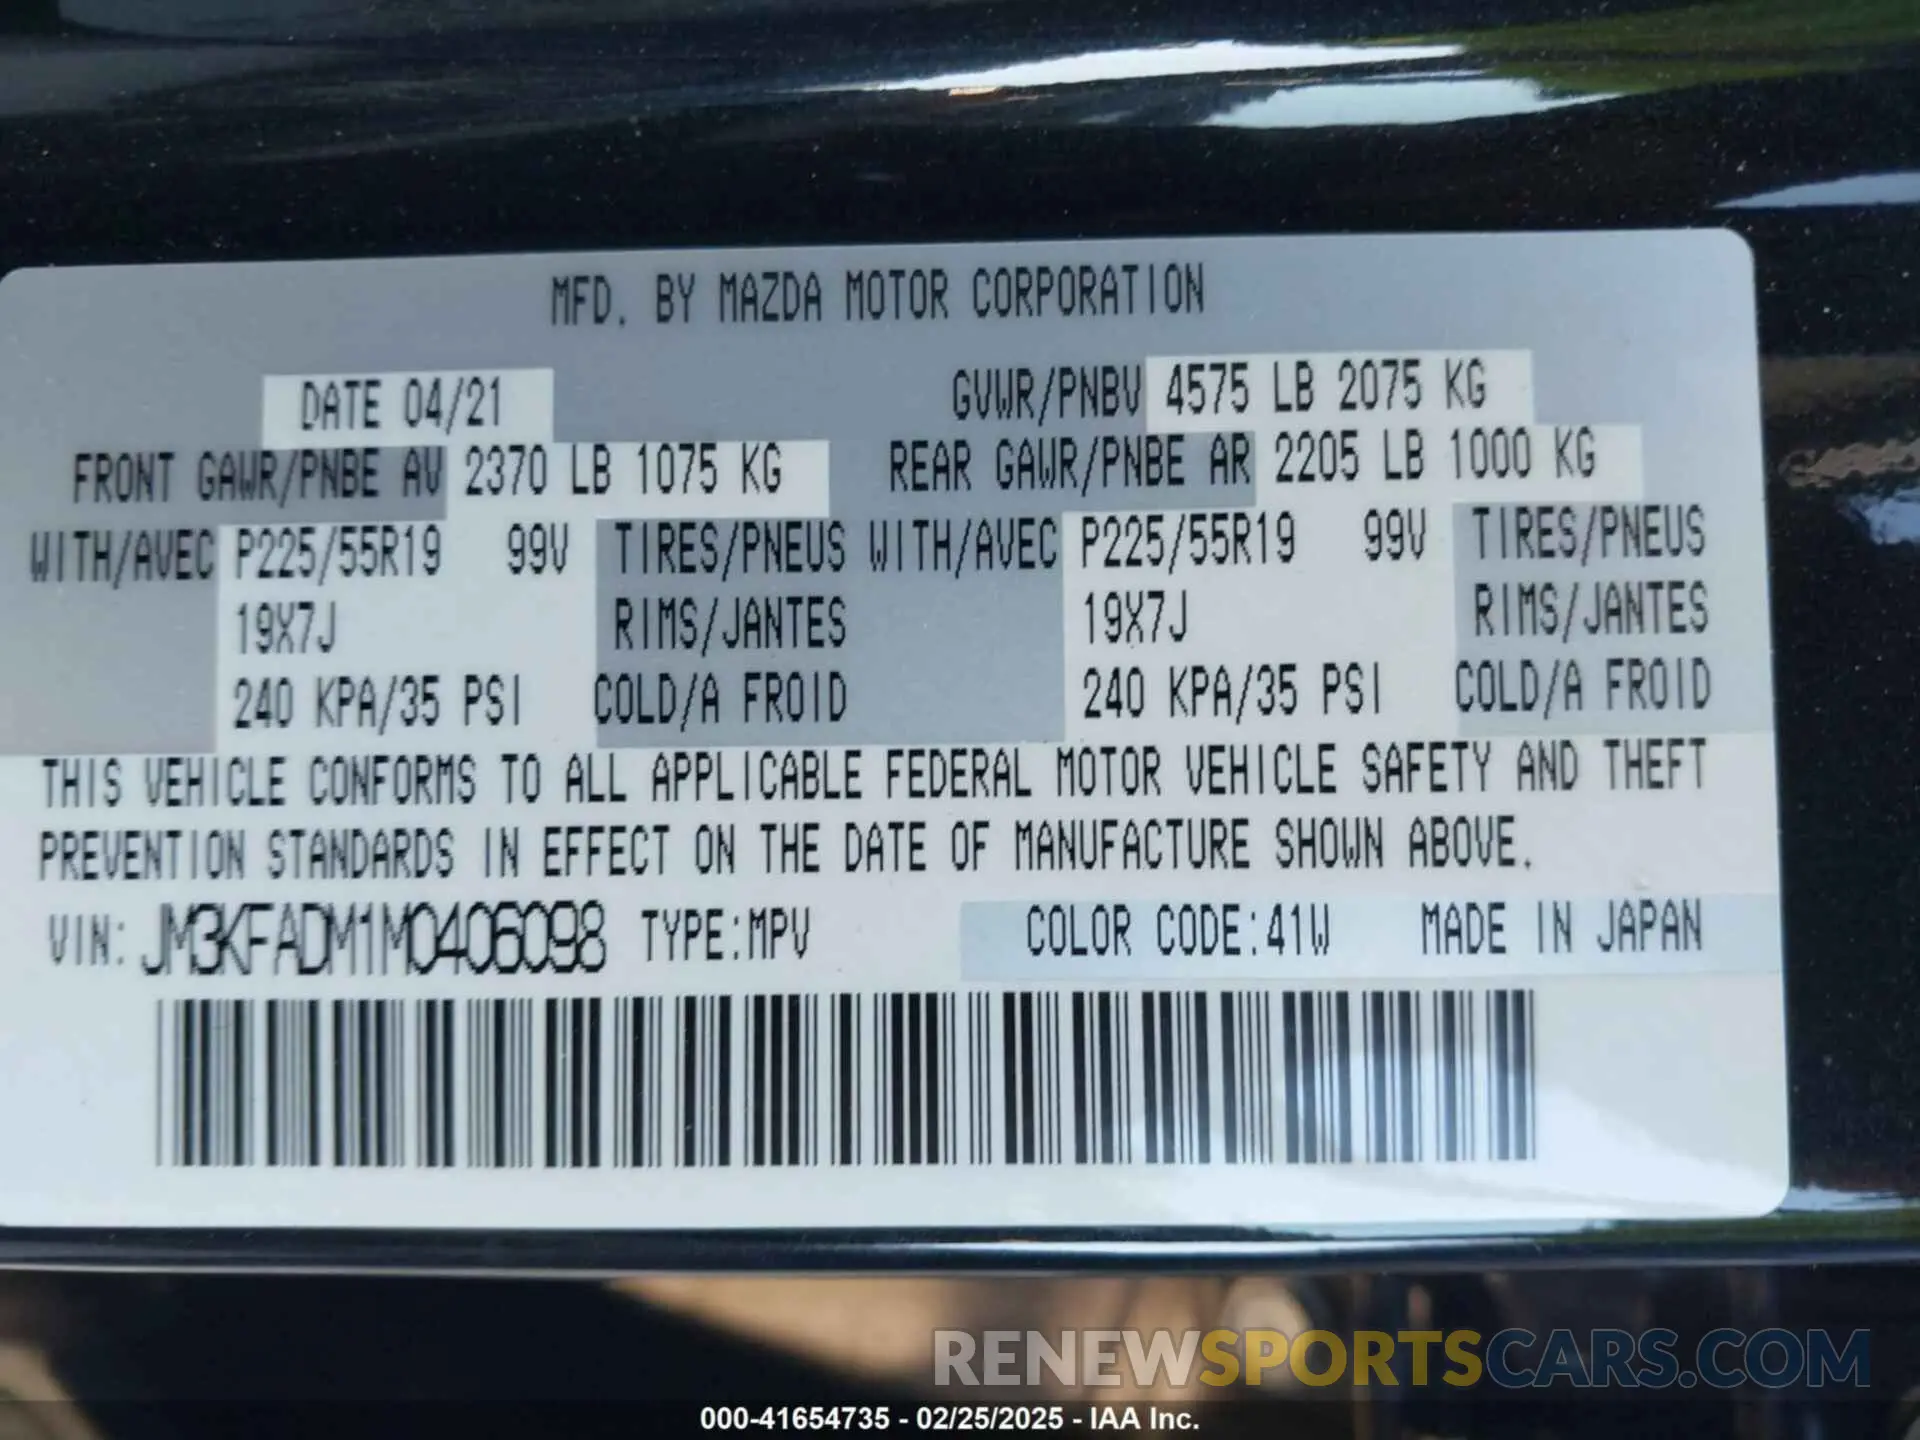 MFD. BY MAZDA MOTOR CORPORATION
DATE 04/21 GVWR/PNBV 4575 LB 2075 KG
FRONT GAWR/PNBE AV 2370 LB 1075 KG REAR GAWR/PNBE AR 2205 LB 1000 KG
WITH/AVEC P225/55R19 99V TIRES/PNEUS WITH/AVEC P225/55R19 99V TIRES/PNEUS
19X7J RIMS/JANTES 19X7J RIMS/JANTES
240 KPA/35 PSI COLD/A FROID 240 KPA/35 PSI COLD/A FROID
THIS VEHICLE CONFORMS TO ALL APPLICABLE FEDERAL MOTOR VEHICLE SAFETY AND THEFT
PREVENTION STANDARDS IN EFFECT ON THE DATE OF MANUFACTURE SHOWN ABOVE.
VIN: JM3KFADM1M0406098 TYPE:MPV COLOR CODE:41W MADE IN JAPAN
RENEWSPORTSCARS.COM
000-41654735 - 02/25/2025 - IAA Inc.